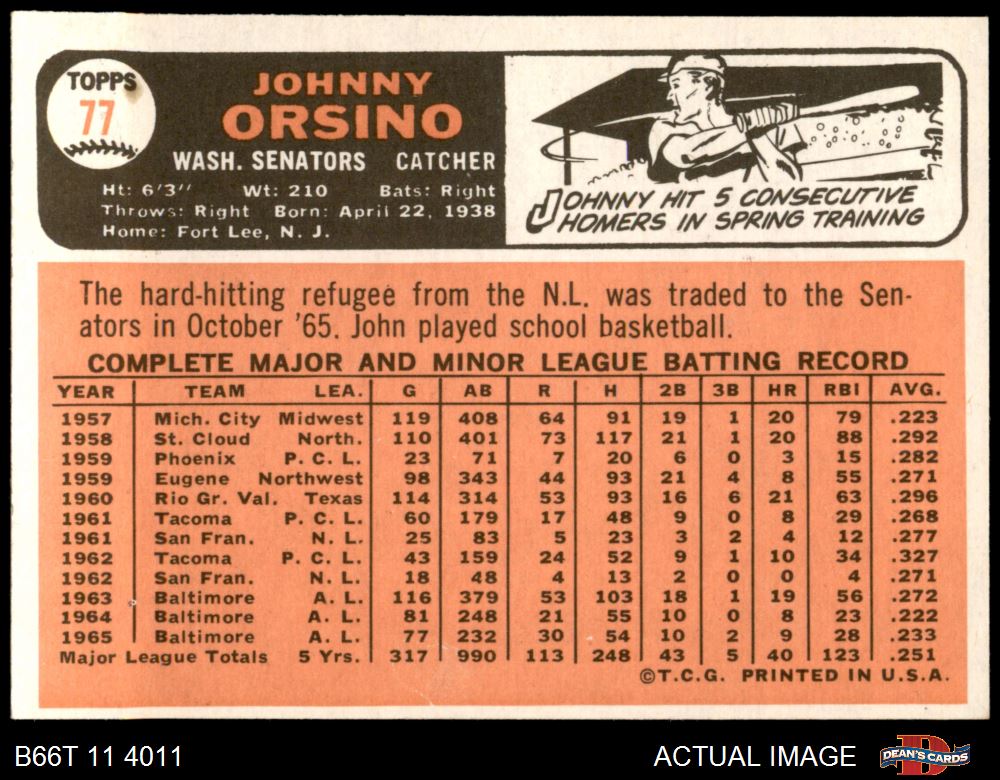 TOPPS
77
JOHNNY
ORSINO
WASH. SENATORS CATCHER
Ht: 6'3" Wt: 210 Bats: Right
Throws: Right Born: April 22, 1938
Home: Fort Lee, N. J.
JOHNNY HIT 5 CONSECUTIVE
HOMERS IN SPRING TRAINING
The hard-hitting refugee from the N.L. was traded to the Sen-
ators in October '65. John played school basketball.
COMPLETE MAJOR AND MINOR LEAGUE BATTING RECORD
YEAR TEAM LEA. G AB R H 2B 3B HR RBI AVG.
1957 Mich. City Midwest 119 408 64 91 19 1 20 79 .223
1958 St. Cloud North. 110 401 73 117 21 1 20 88 .292
1959 Phoenix P. C. L. 23 71 7 20 6 0 3 15 .282
1959 Eugene Northwest 98 343 44 93 21 4 8 55 .271
1960 Rio Gr. Val. Texas 114 314 53 93 16 6 21 63 .296
1961 Tacoma P. C. L. 60 179 17 48 9 0 8 29 .268
1961 San Fran. N. L. 25 83 5 23 3 2 4 12 .277
1962 Tacoma P. C. L. 43 159 24 52 9 1 10 34 .327
1962 San Fran. N. L. 18 48 4 13 2 0 0 4 .271
1963 Baltimore A. L. 116 379 53 103 18 1 19 56 .272
1964 Baltimore A. L. 81 248 21 55 10 0 8 23 .222
1965 Baltimore A. L. 77 232 30 54 10 2 9 28 .233
Major League Totals 5 Yrs. 317 990 113 248 43 5 40 123 .251
©T.C.G. PRINTED IN U.S.A.
B66T 11 4011
ACTUAL IMAGE
DEAN'S CARDS